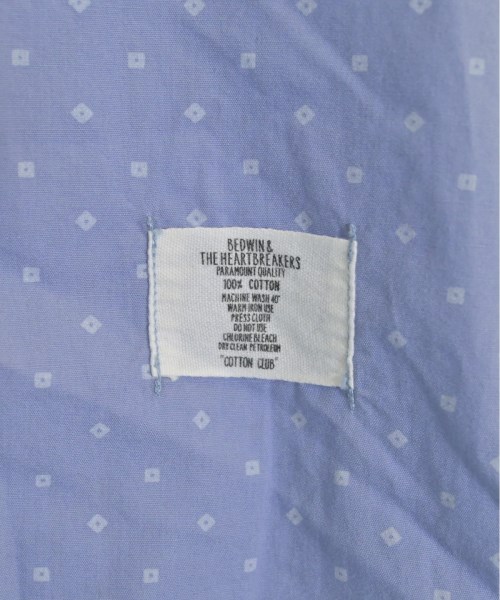 BEDWIN &
THE HEARTBREAKERS
PARAMOUNT QUALITY
100% COTTON
MACHINE WASH 40°
WARM IRON USE
PRESS CLOTH
DO NOT USE
CHLORINE BLEACH
DRY CLEAN PETROLEUM
"COTTON CLUB"